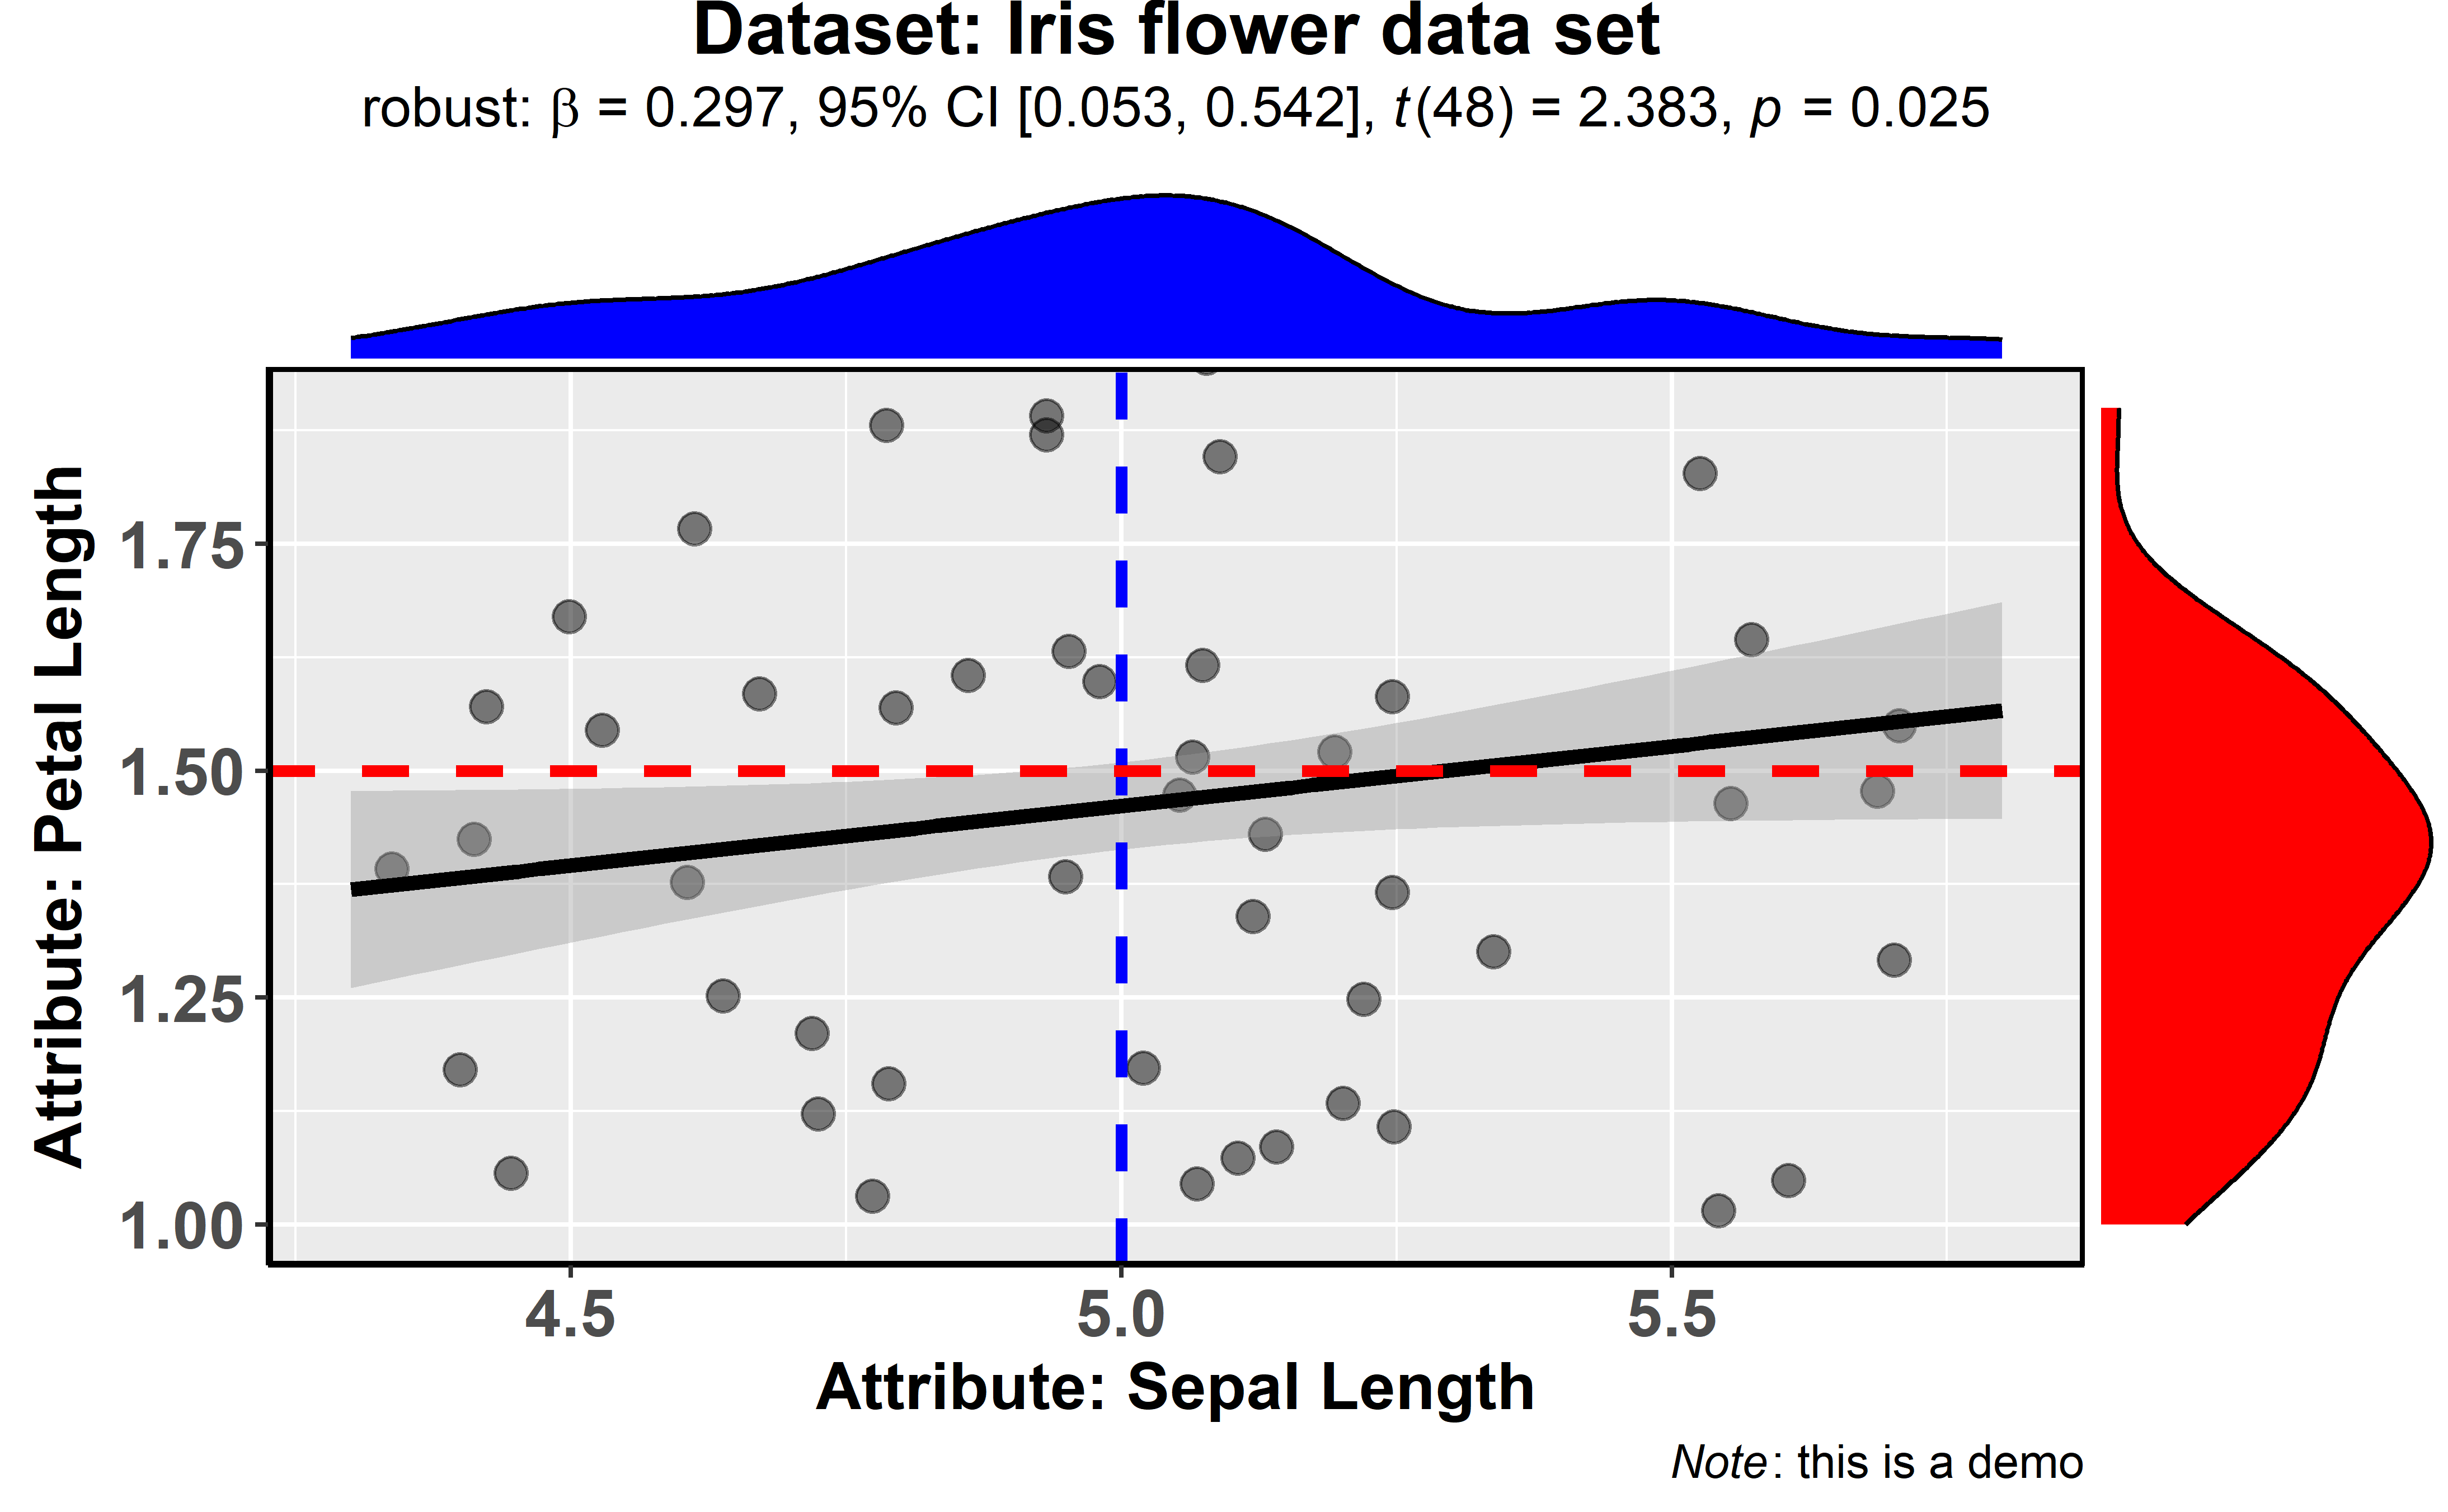 Dataset: Iris flower data set
robust: β = 0.297, 95% CI [0.053, 0.542], t(48) = 2.383, p = 0.025
Attribute: Petal Length
1.75
1.50
1.25
1.00
4.5 5.0 5.5
Attribute: Sepal Length
Note: this is a demo